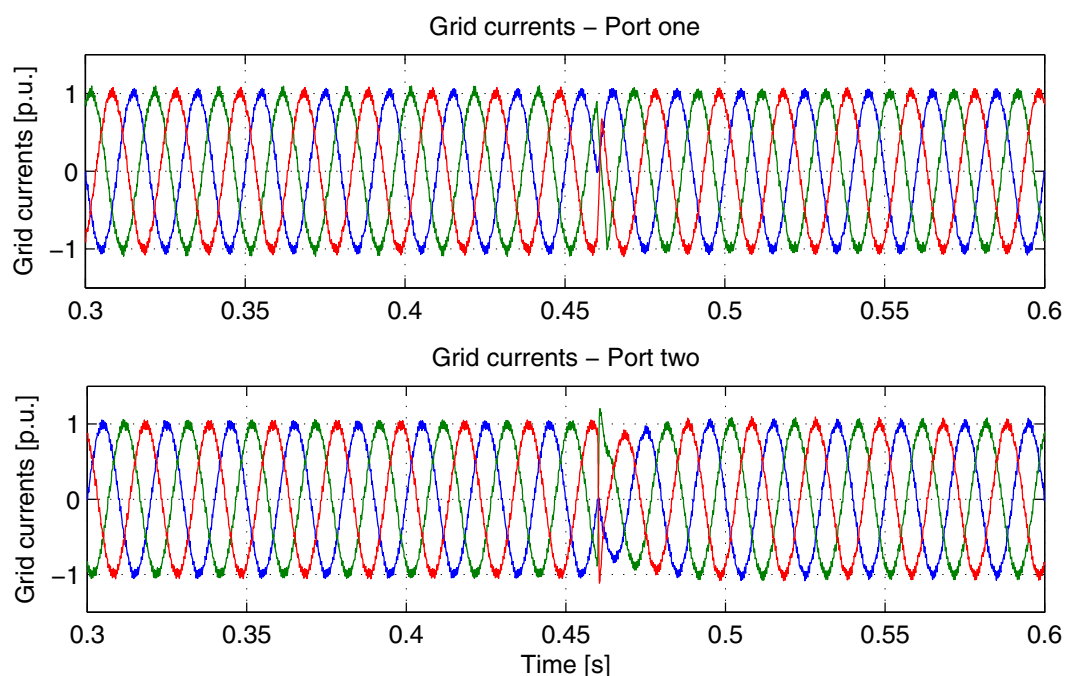 Grid currents – Port one
Grid currents [p.u.]
1
0
−1
0.3 0.35 0.4 0.45 0.5 0.55 0.6
Grid currents – Port two
Grid currents [p.u.]
1
0
−1
0.3 0.35 0.4 0.45 0.5 0.55 0.6
Time [s]